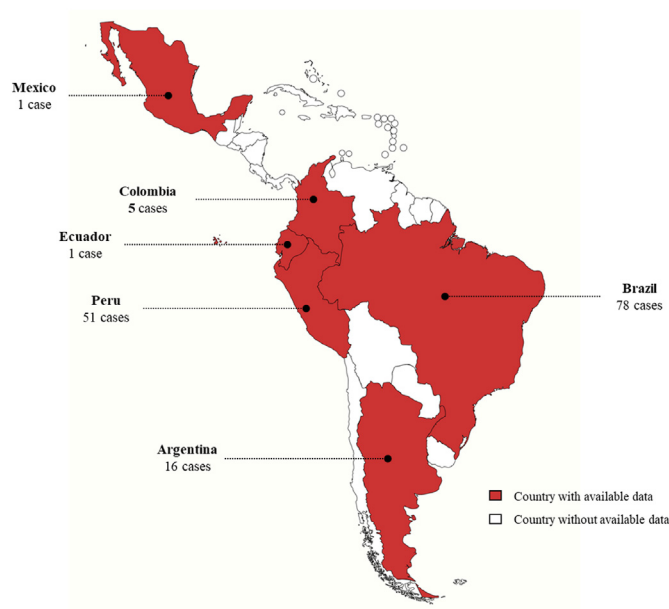 Mexico
1 case
Colombia
5 cases
Ecuador
1 case
Peru
51 cases
Brazil
78 cases
Argentina
16 cases
Country with available data
Country without available data